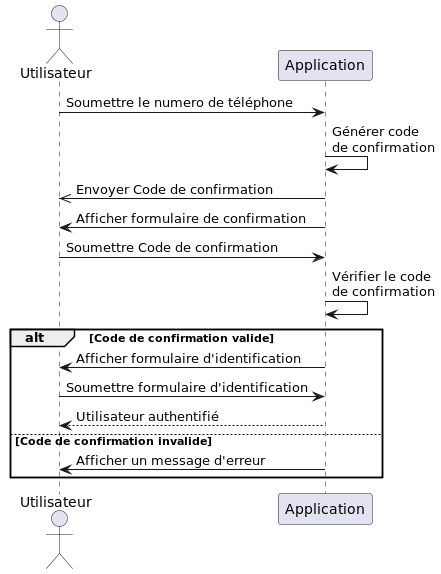 Utilisateur
Application
Soumettre le numero de téléphone
Générer code
de confirmation
Envoyer Code de confirmation
Afficher formulaire de confirmation
Soumettre Code de confirmation
Vérifier le code
de confirmation
alt [Code de confirmation valide]
Afficher formulaire d'identification
Soumettre formulaire d'identification
Utilisateur authentifié
[Code de confirmation invalide]
Afficher un message d'erreur
Utilisateur
Application